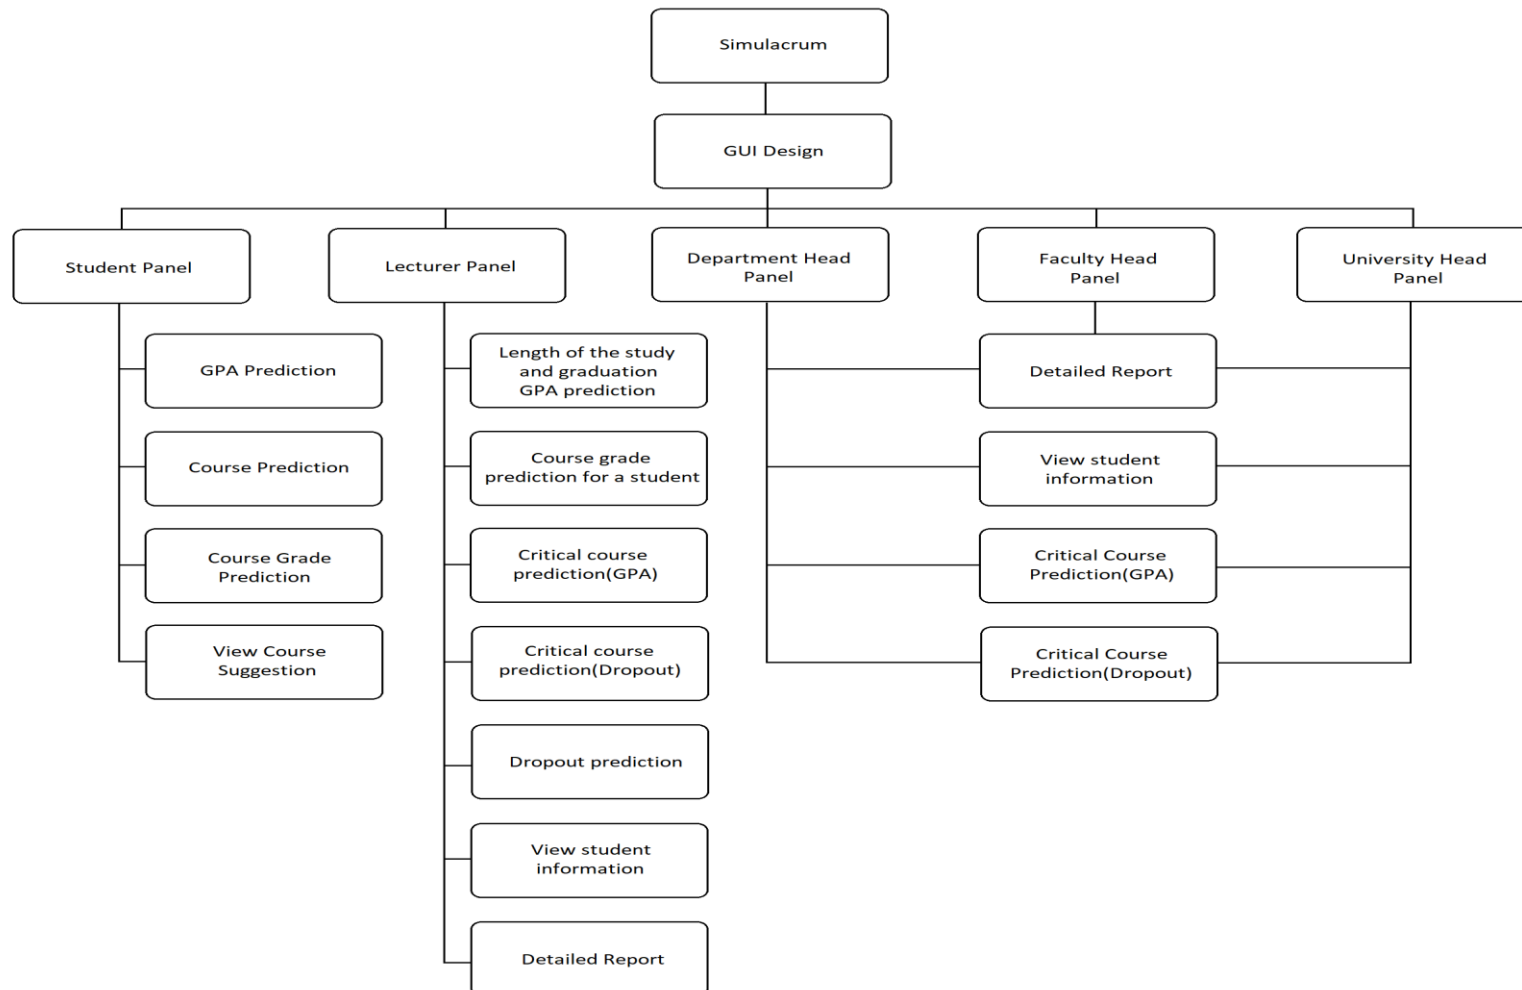 Simulacrum
GUI Design
Student Panel
Lecturer Panel
Department Head
Panel
Faculty Head
Panel
University Head
Panel
GPA Prediction
Course Prediction
Course Grade
Prediction
View Course
Suggestion
Length of the study
and graduation
GPA prediction
Course grade
prediction for a student
Critical course
prediction(GPA)
Critical course
prediction(Dropout)
Dropout prediction
View student
information
Detailed Report
Detailed Report
View student
information
Critical Course
Prediction(GPA)
Critical Course
Prediction(Dropout)